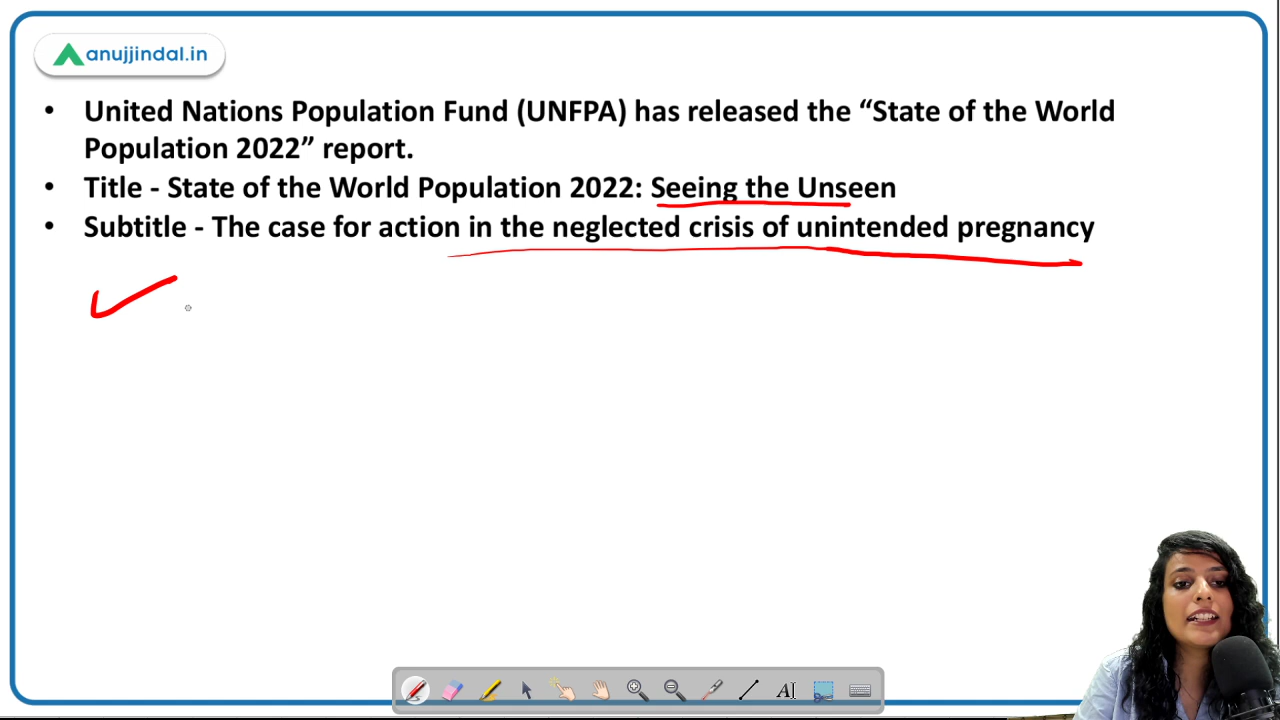 anujjindal.in
• United Nations Population Fund (UNFPA) has released the “State of the World
Population 2022” report.
• Title - State of the World Population 2022: Seeing the Unseen
• Subtitle - The case for action in the neglected crisis of unintended pregnancy
AI